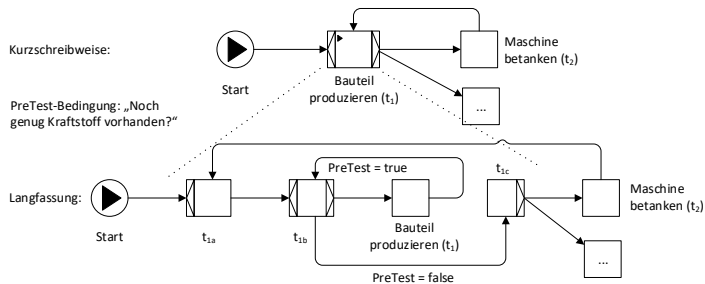 Kurzschreibweise:
Start
Bauteil
produzieren (t₁)
Maschine
betanken (t₂)
...
PreTest-Bedingung: „Noch
genug Kraftstoff vorhanden?“
Langfassung:
Start
t₁ₐ
t₁b
PreTest = true
Bauteil
produzieren (t₁)
PreTest = false
t₁c
Maschine
betanken (t₂)
...